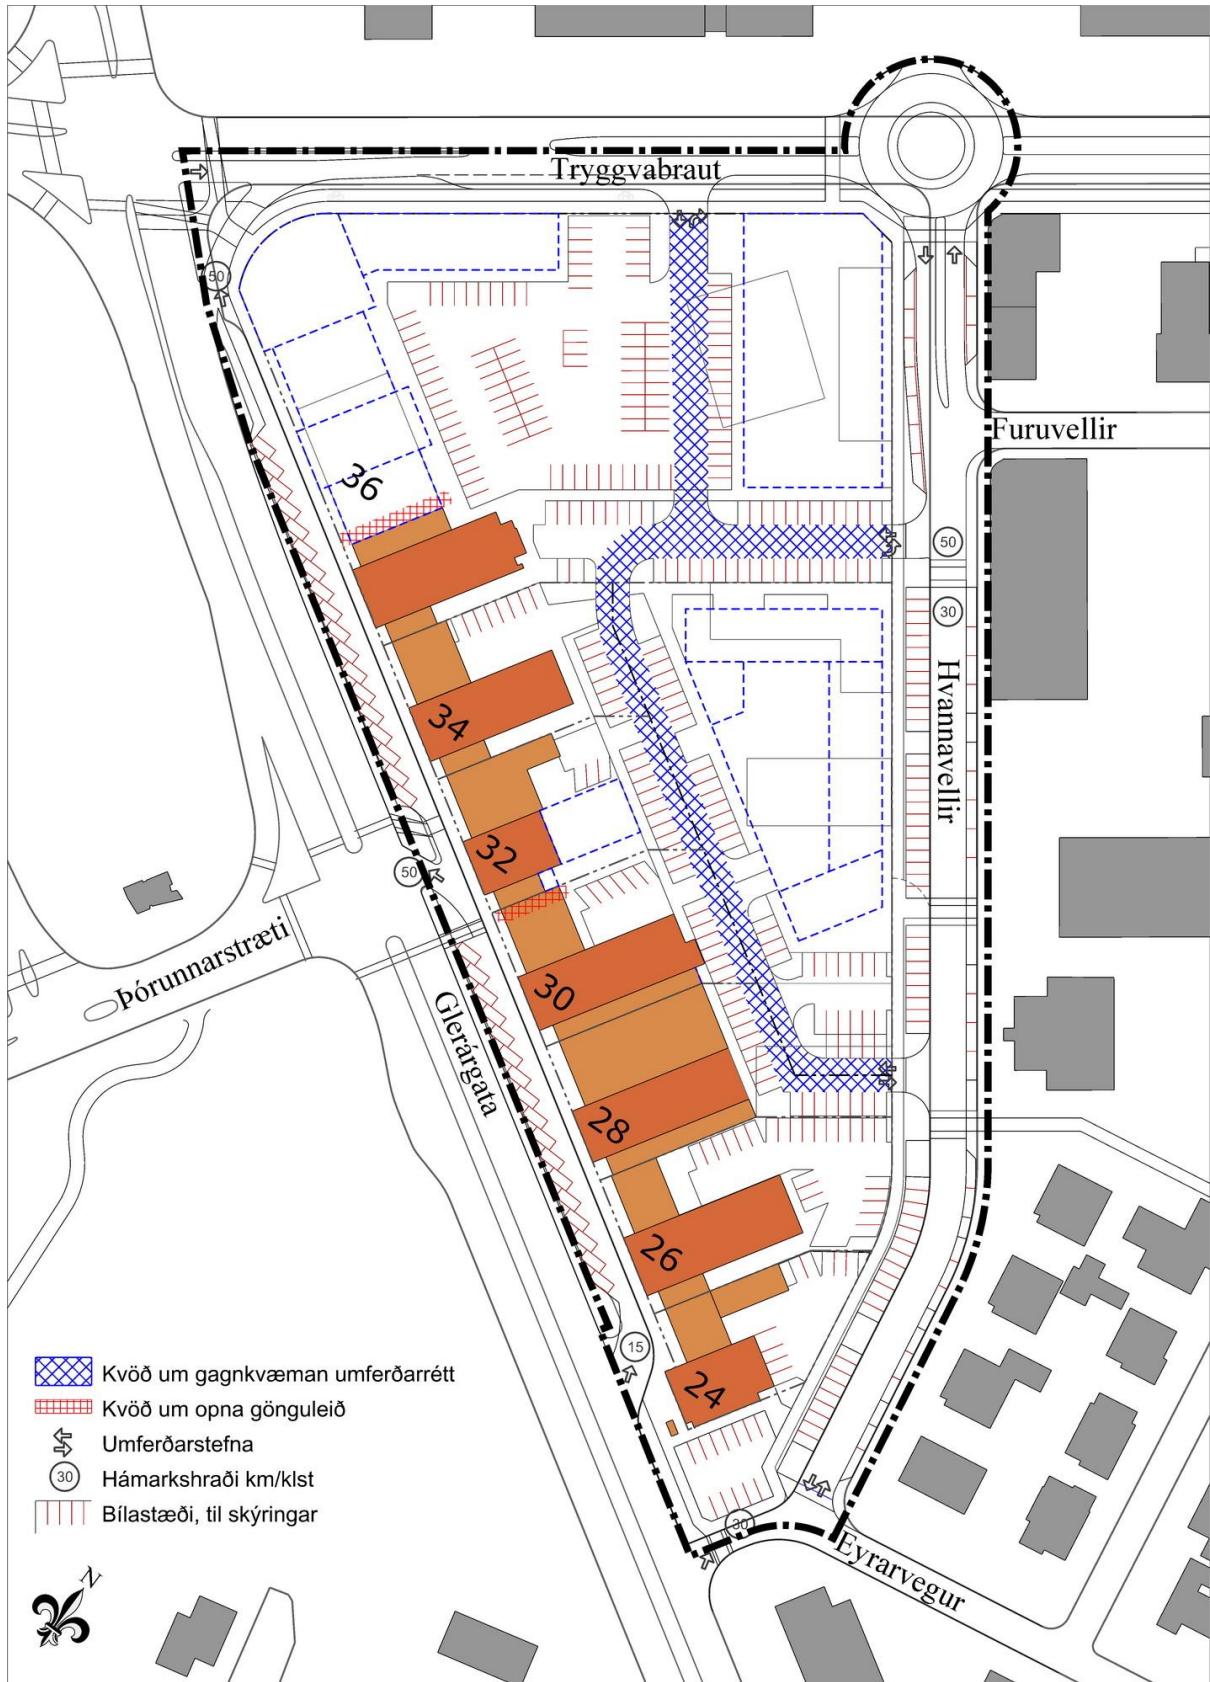 Tryggvabraut
50
Furuvellir
36
50
30
Hvannavellir
34
32
50
Þórunnarstræti
30
Glerárgata
28
26
15
24
30
Eyrarvegur
Kvöð um gagnkvæman umferðarrétt
Kvöð um opna gönguleið
Umferðarstefna
30
Hámarkshraði km/klst
Bílastæði, til skýringar
N